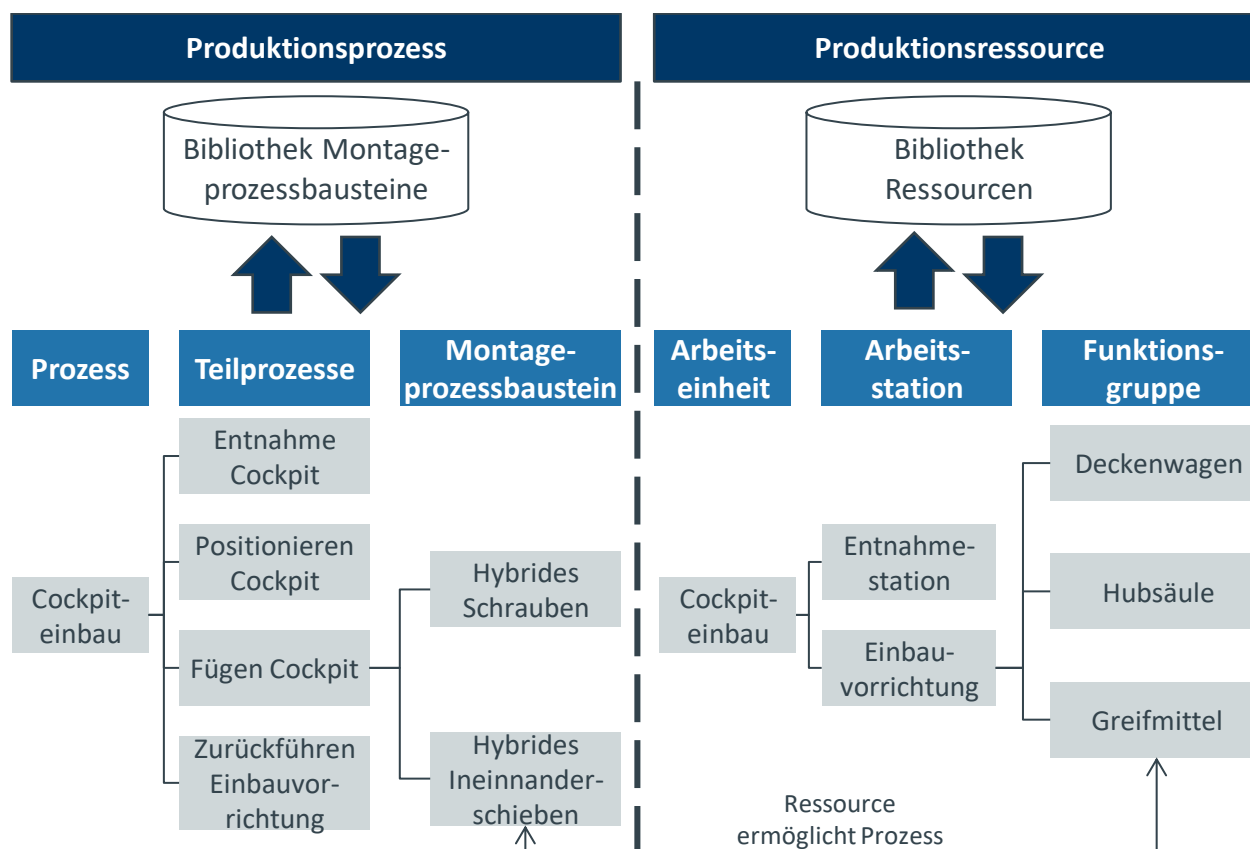 Produktionsprozess
Bibliothek Montage-
prozessbausteine
Prozess
Teilprozesse
Montage-
prozessbaustein
Cockpit-
einbau
Entnahme
Cockpit
Positionieren
Cockpit
Fügen Cockpit
Zurückführen
Einbauvor-
richtung
Hybrides
Schrauben
Hybrides
Ineinnander-
schieben
Produktionsressource
Bibliothek
Ressourcen
Arbeits-
einheit
Arbeits-
station
Funktions-
gruppe
Cockpit-
einbau
Entnahme-
station
Einbau-
vorrichtung
Deckenwagen
Hubsäule
Greifmittel
Ressource
ermöglicht Prozess